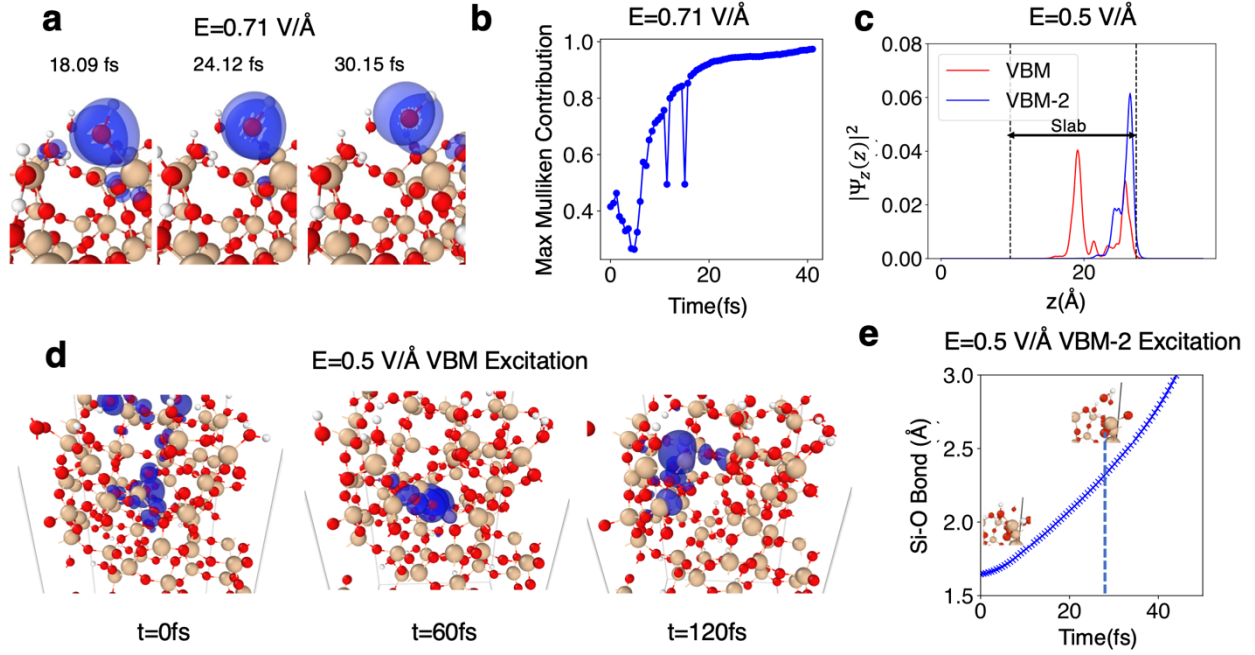 a
E=0.71 V/Å
18.09 fs
24.12 fs
30.15 fs
b
E=0.71 V/Å
Max Mulliken Contribution
1.0
0.8
0.6
0.4
0
20
40
Time(fs)
c
E=0.5 V/Å
|Ψz(z)|²
0.08
0.06
0.04
0.02
0.00
VBM
VBM-2
Slab
0
20
z(Å)
d
E=0.5 V/Å VBM Excitation
t=0fs
t=60fs
t=120fs
e
E=0.5 V/Å VBM-2 Excitation
Si-O Bond (Å)
3.0
2.5
2.0
1.5
0
20
40
Time(fs)